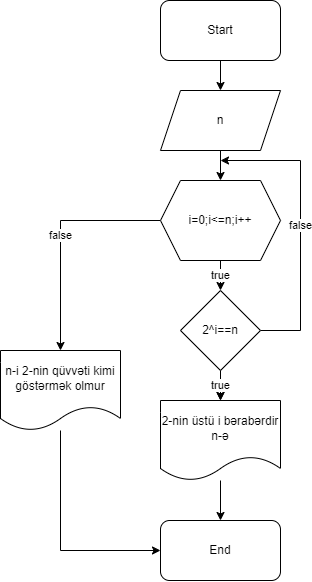 Start
n
i=0;i<=n;i++
false
false
true
2^i==n
n-i 2-nin qüvvəti kimi
göstərmək olmur
true
2-nin üstü i bərabərdir
n-ə
End